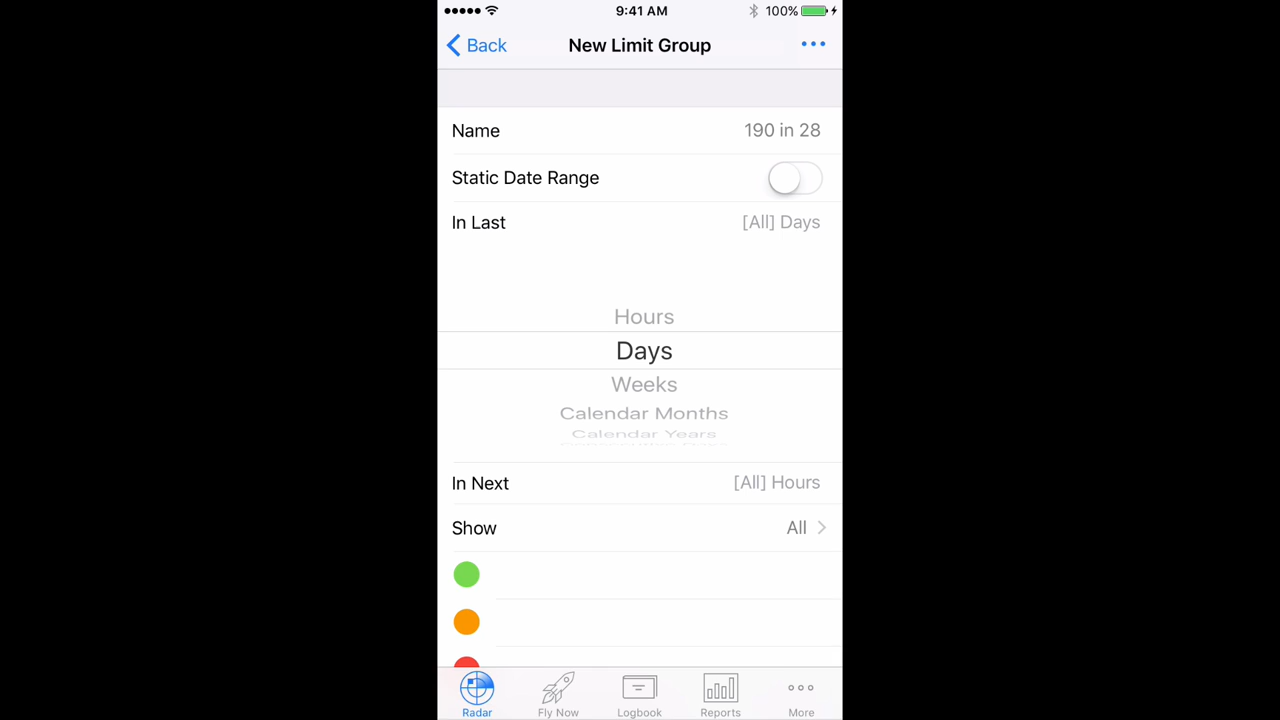 9:41 AM 100%
Back New Limit Group
Name 190 in 28
Static Date Range
In Last [All] Days
Hours
Days
Weeks
Calendar Months
Calendar Years
In Next [All] Hours
Show All
Radar Fly Now Logbook Reports More